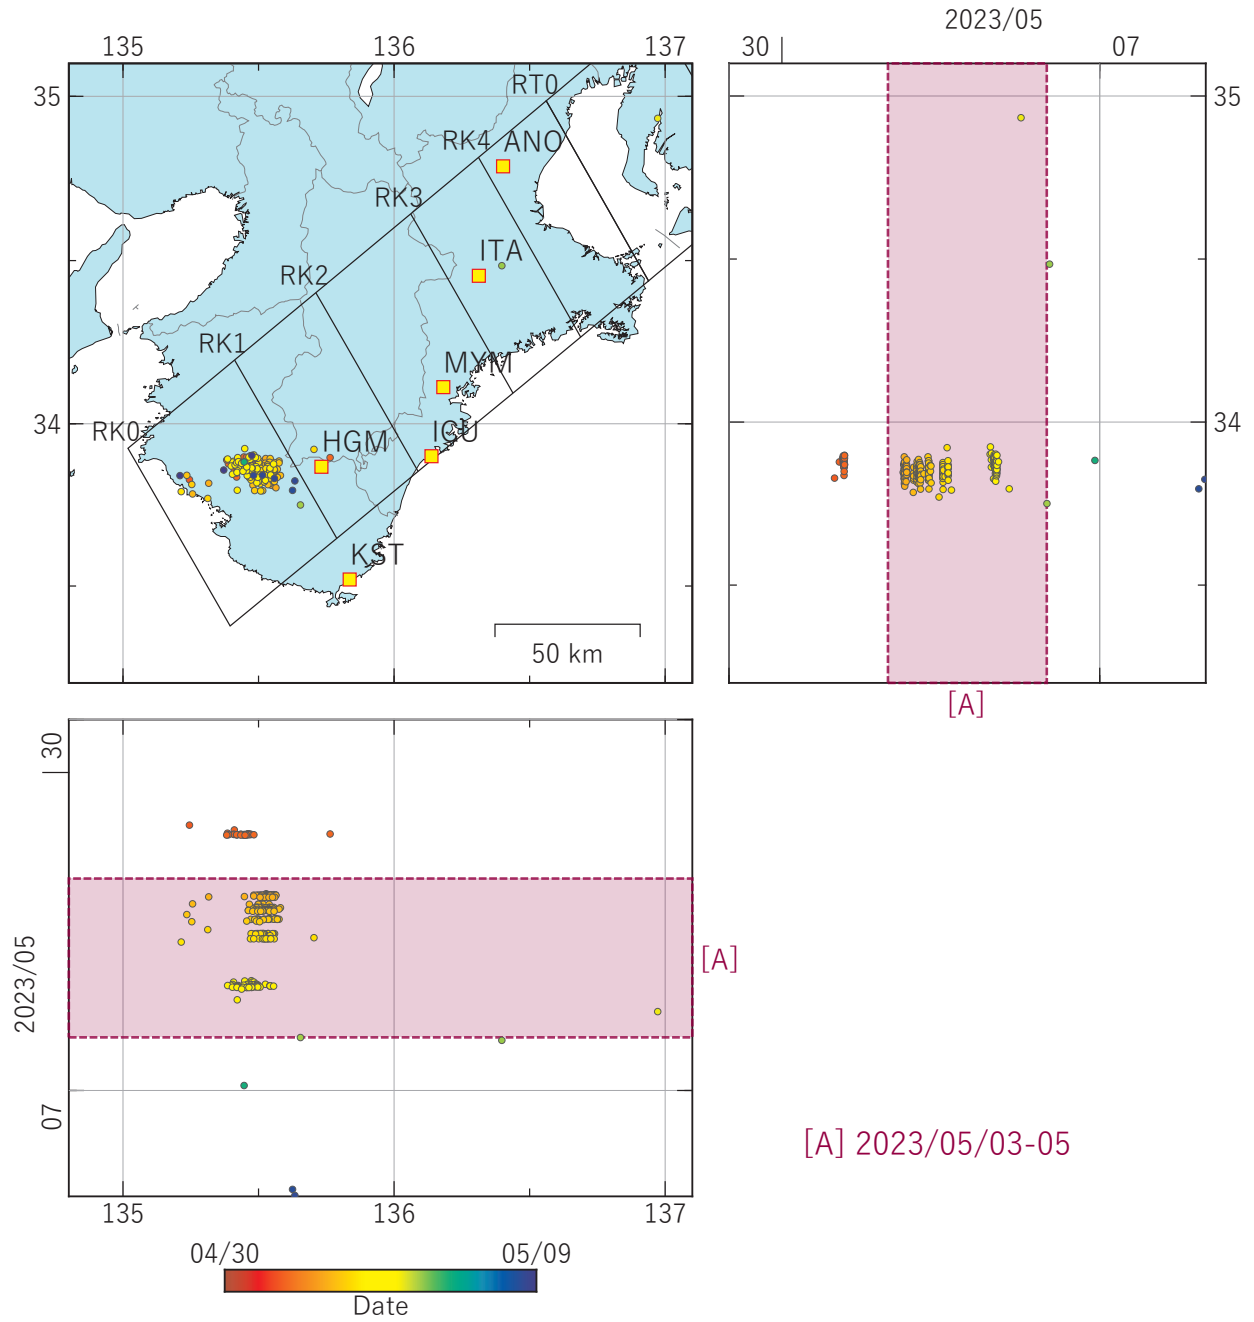 2023/05
135 136 137
30 07
35 35
RT0
RK4 ANO
RK3
ITA
RK2
RK1
MYM
34 34
RK0 HGM IGU
KST
50 km
[A]
30
2023/05
[A]
07
[A] 2023/05/03-05
135 136 137
04/30 05/09
Date